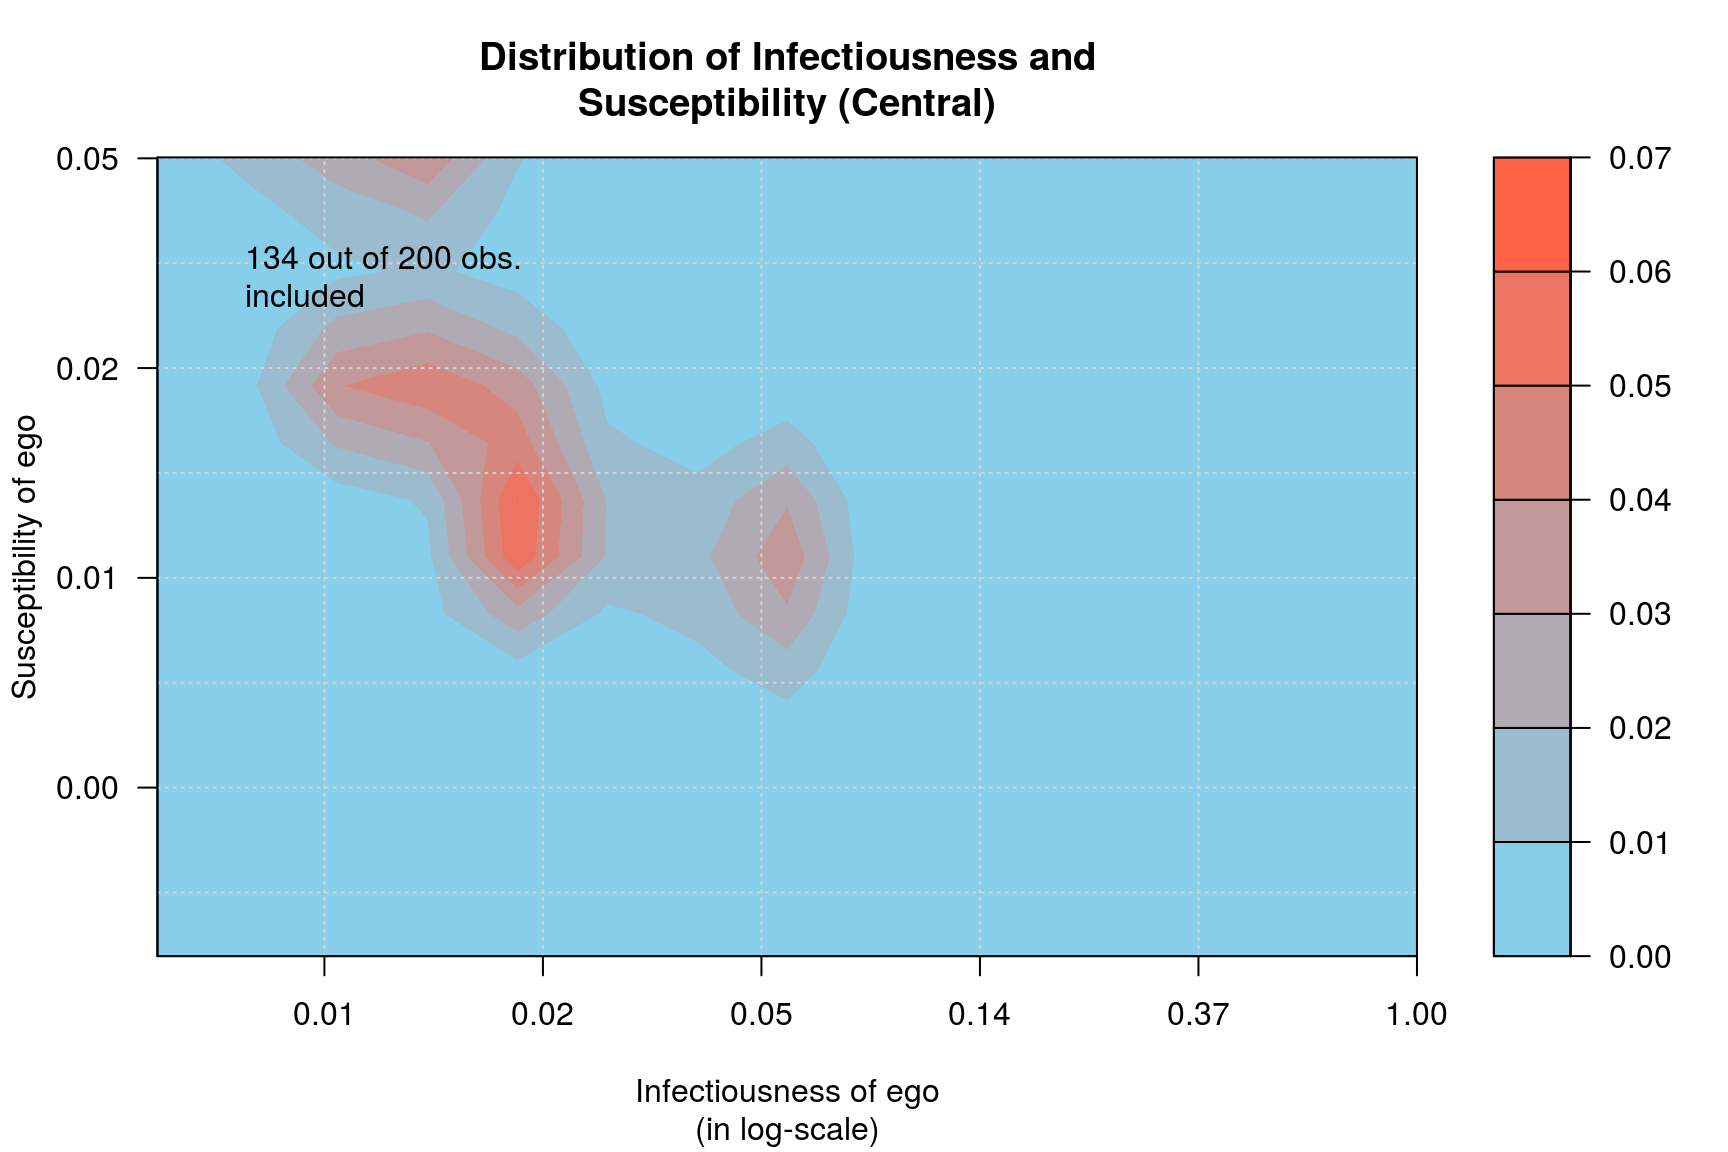 Distribution of Infectiousness and
Susceptibility (Central)
134 out of 200 obs.
included
Susceptibility of ego
0.05
0.02
0.01
0.00
0.01
0.02
0.05
0.14
0.37
1.00
Infectiousness of ego
(in log-scale)
0.07
0.06
0.05
0.04
0.03
0.02
0.01
0.00